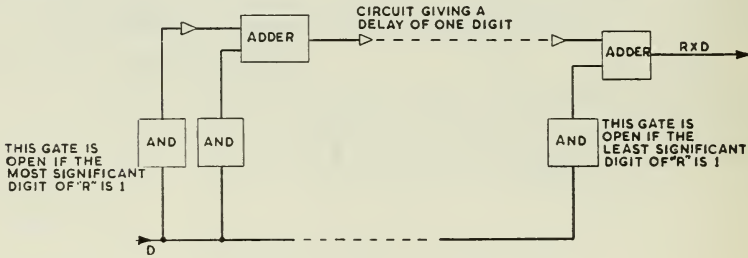 CIRCUIT GIVING A
DELAY OF ONE DIGIT
ADDER
ADDER
R X D
AND
AND
AND
THIS GATE IS
OPEN IF THE
MOST SIGNIFICANT
DIGIT OF "R" IS 1
THIS GATE IS
OPEN IF THE
LEAST SIGNIFICANT
DIGIT OF "R" IS 1
D